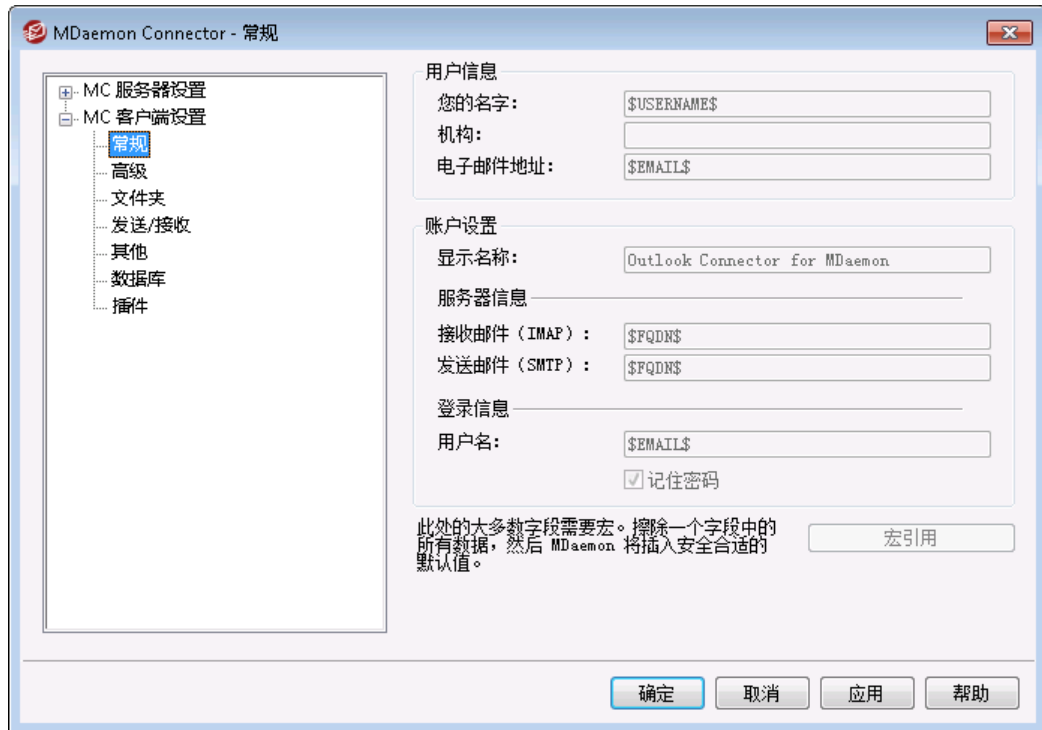 MDaemon Connector - 常规
MC 服务器设置
MC 客户端设置
常规
高级
文件夹
发送/接收
其他
数据库
插件
用户信息
您的名字：
$USERNAME$
机构：
电子邮件地址：
$EMAIL$
账户设置
显示名称：
Outlook Connector for MDaemon
服务器信息
接收邮件（IMAP）：
$FQDN$
发送邮件（SMTP）：
$FQDN$
登录信息
用户名：
$EMAIL$
记住密码
此处的大多数字段需要宏。擦除一个字段中的
所有数据，然后 MDaemon 将插入安全合适的
默认值。
宏引用
确定
取消
应用
帮助